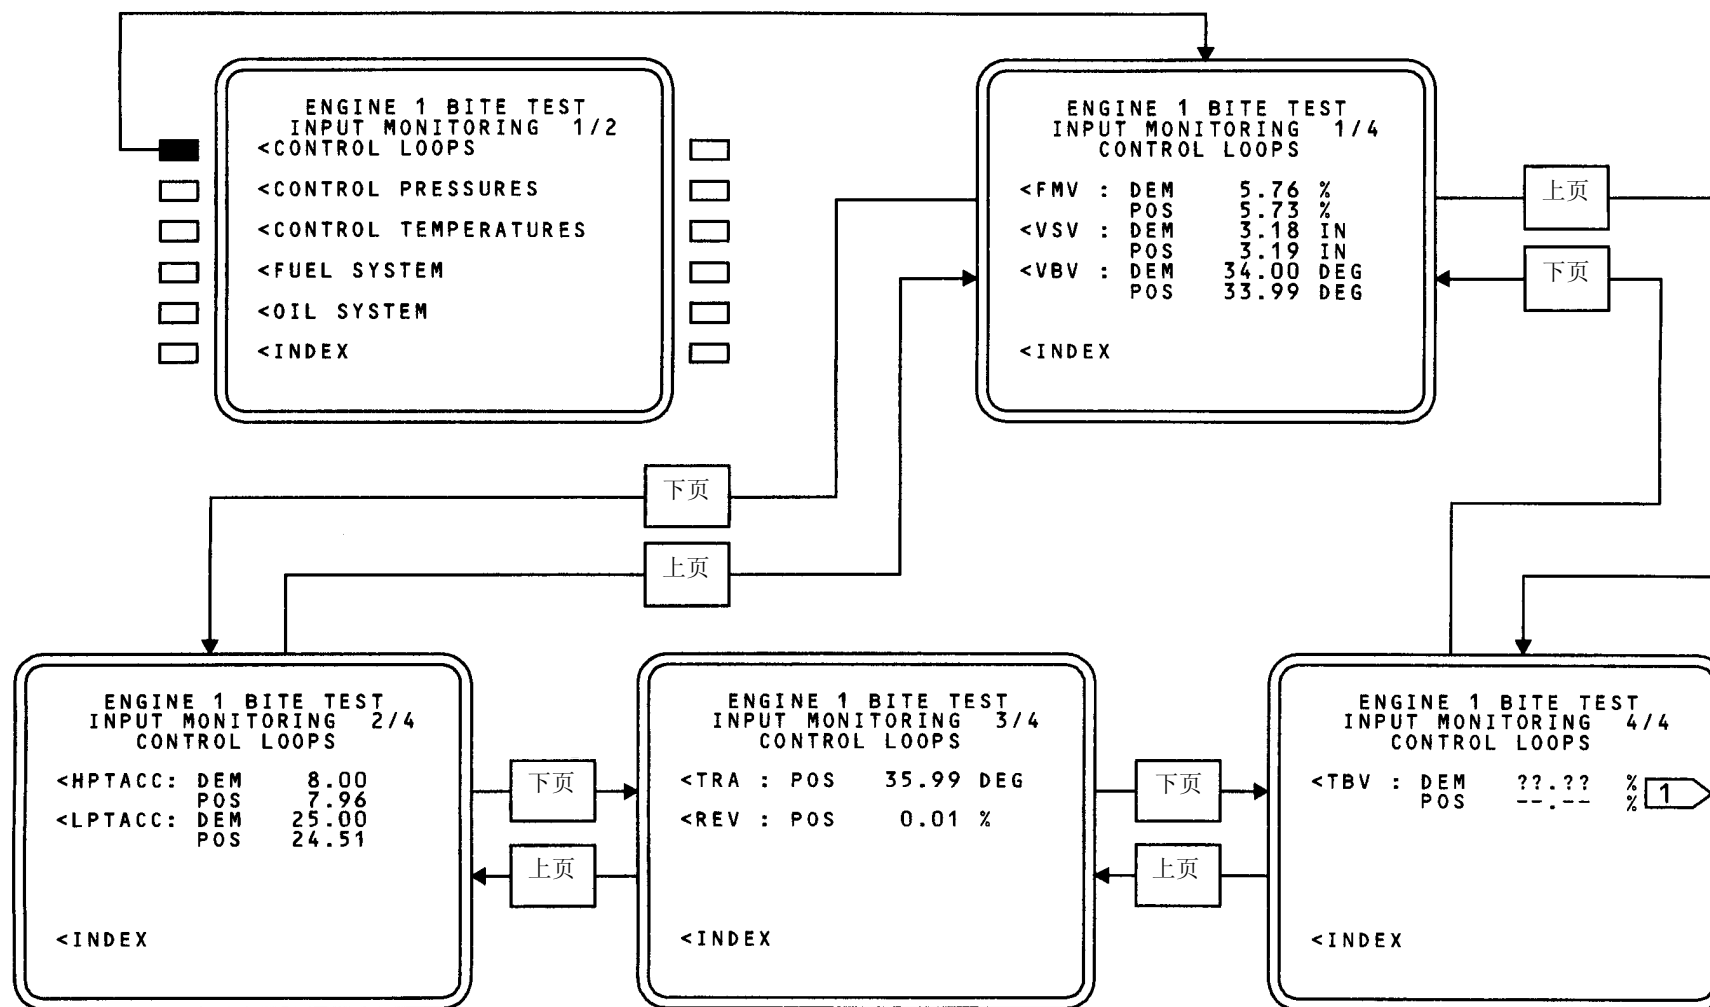 ENGINE 1 BITE TEST
INPUT MONITORING 1/2
<CONTROL LOOPS
<CONTROL PRESSURES
<CONTROL TEMPERATURES
<FUEL SYSTEM
<OIL SYSTEM
<INDEX
ENGINE 1 BITE TEST
INPUT MONITORING 1/4
CONTROL LOOPS
<FMV : DEM 5.76 %
POS 5.73 %
<VSV : DEM 3.18 IN
POS 3.19 IN
<VBV : DEM 34.00 DEG
POS 33.99 DEG
<INDEX
上页
下页
下页
上页
ENGINE 1 BITE TEST
INPUT MONITORING 2/4
CONTROL LOOPS
<HPTACC: DEM 8.00
POS 7.96
<LPTACC: DEM 25.00
POS 24.51
<INDEX
下页
上页
ENGINE 1 BITE TEST
INPUT MONITORING 3/4
CONTROL LOOPS
<TRA : POS 35.99 DEG
<REV : POS 0.01 %
<INDEX
下页
上页
ENGINE 1 BITE TEST
INPUT MONITORING 4/4
CONTROL LOOPS
<TBV : DEM ??.?? %
POS --.-- %
1
<INDEX